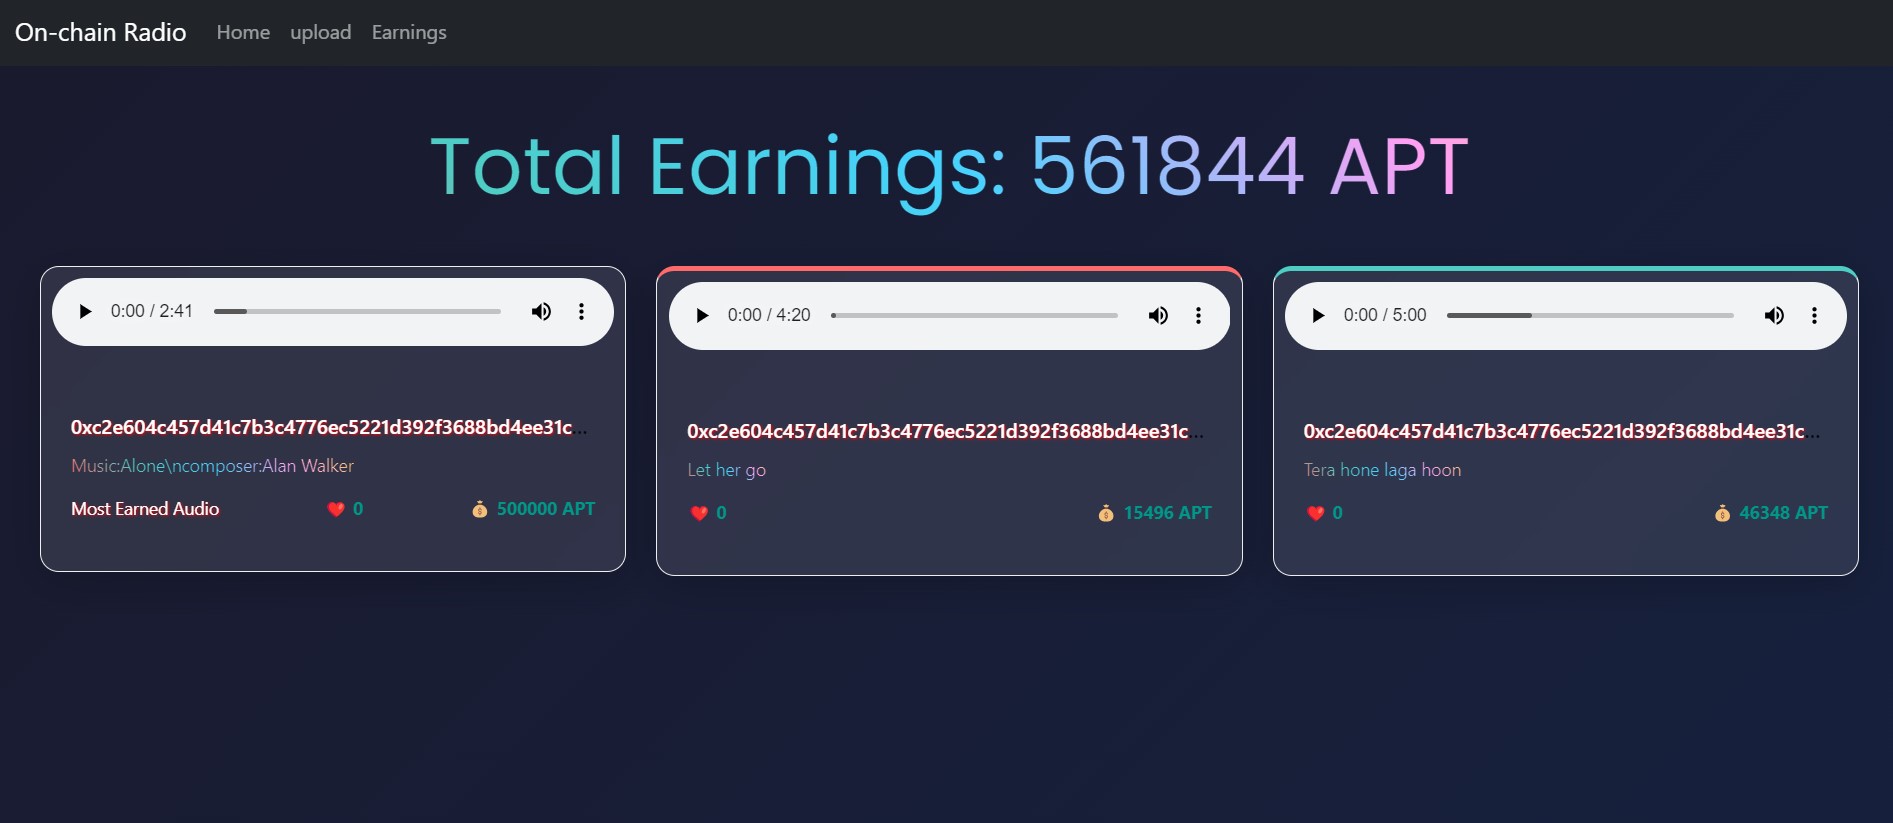 On-chain Radio Home upload Earnings
Total Earnings: 561844 APT
0:00 / 2:41
0xc2e604c457d41c7b3c4776ec5221d392f3688bd4ee31c...
Music:Alone\ncomposer:Alan Walker
Most Earned Audio ❤️ 0 💰 500000 APT
0:00 / 4:20
0xc2e604c457d41c7b3c4776ec5221d392f3688bd4ee31c...
Let her go
❤️ 0 💰 15496 APT
0:00 / 5:00
0xc2e604c457d41c7b3c4776ec5221d392f3688bd4ee31c...
Tera hone laga hoon
❤️ 0 💰 46348 APT